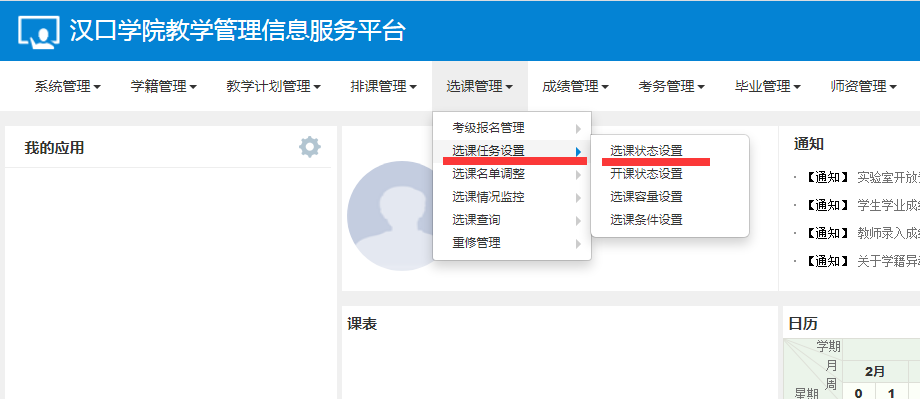 汉口学院教学管理信息服务平台
系统管理 学籍管理 教学计划管理 排课管理 选课管理 成绩管理 考务管理 毕业管理 师资管理
我的应用
考级报名管理
选课任务设置
选课名单调整
选课情况监控
选课查询
重修管理
选课状态设置
开课状态设置
选课容量设置
选课条件设置
通知
· 【通知】 实验室开放
· 【通知】 学生学业成
· 【通知】 教师录入成
· 【通知】 关于学籍异
课表
日历
学期
月
周
星期
2月
0 1